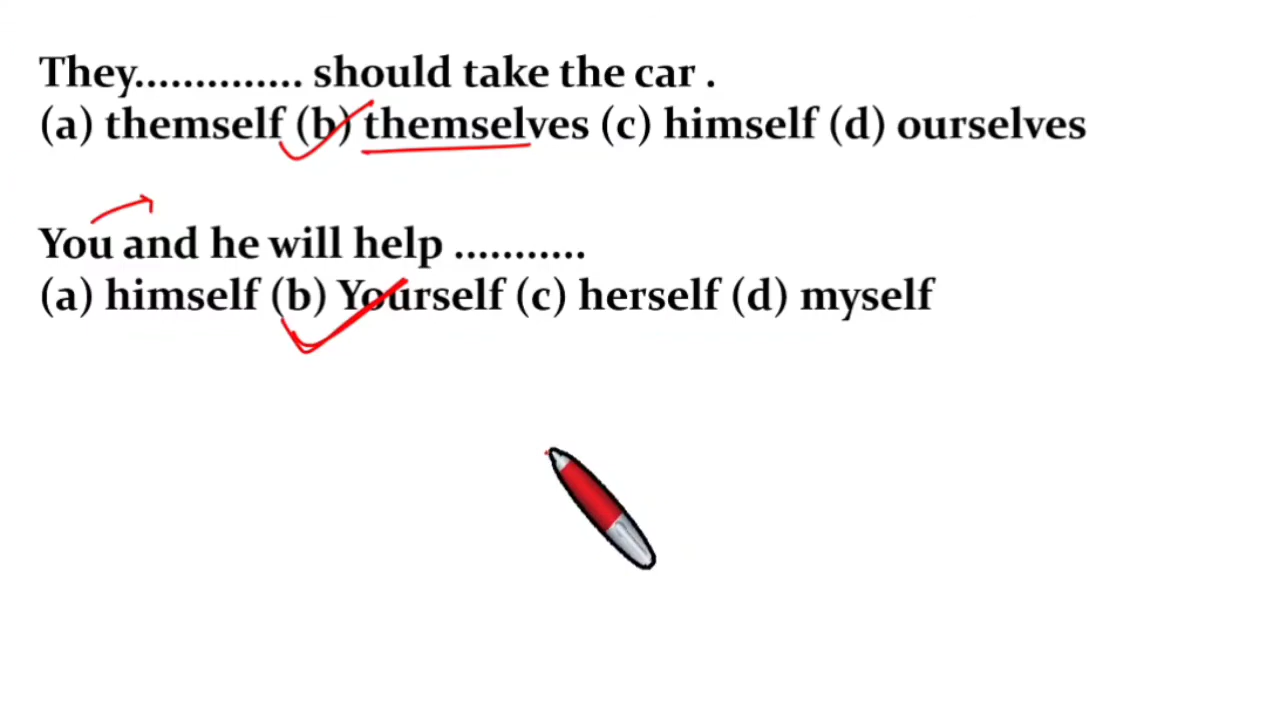 They.............. should take the car .
(a) themself (b) themselves (c) himself (d) ourselves
You and he will help ...........
(a) himself (b) Yourself (c) herself (d) myself